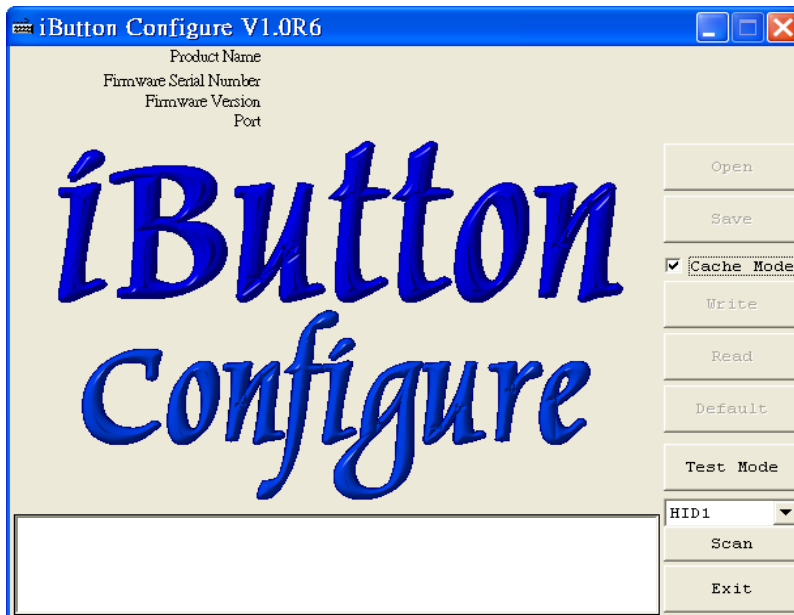 iButton Configure V1.0R6
Product Name
Firmware Serial Number
Firmware Version
Port
iButton
Configure
Open
Save
Cache Mode
Write
Read
Default
Test Mode
HID1
Scan
Exit